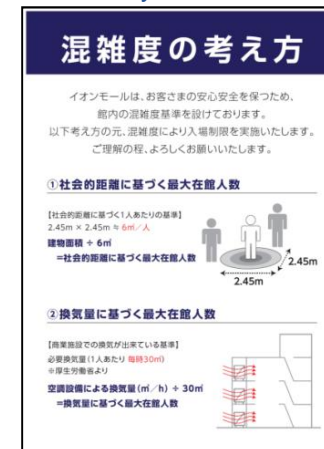 混雑度の考え方
イオンモールは、お客さまの安心安全を保つため、
館内の混雑度基準を設けております。
以下考え方の元、混雑度により入場制限を実施いたします。
ご理解の程、よろしくお願いいたします。
①社会的距離に基づく最大在館人数
【社会的距離に基づく1人あたりの基準】
2.45m × 2.45m ≒ 6㎡/人
建物面積 ÷ 6㎡
=社会的距離に基づく最大在館人数
2.45m
2.45m
②換気量に基づく最大在館人数
【商業施設での換気が出来ている基準】
必要換気量(1人あたり 毎時30㎥)
※厚生労働省より
空調設備による換気量(㎥/h) ÷ 30㎥
=換気量に基づく最大在館人数